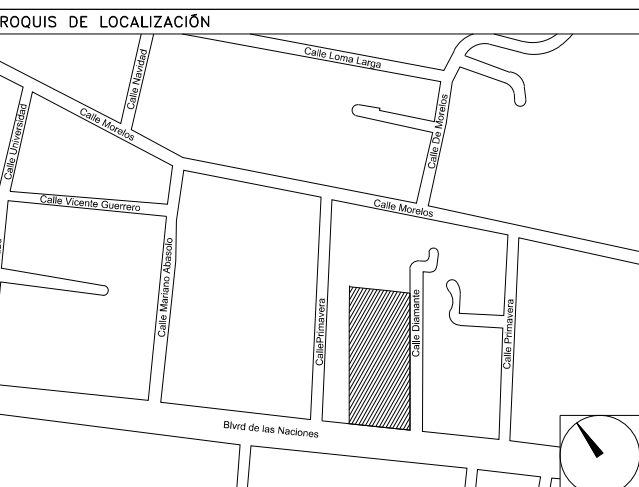 ROQUIS DE LOCALIZACIÓN
Calle Loma Larga
Calle Navidad
Calle Morelos
Calle De Morelos
Calle Universidad
Calle Vicente Guerrero
Calle Morelos
Calle Mariano Abasolo
CallePrimavera
Calle Diamante
Calle Primavera
Blvrd de las Naciones